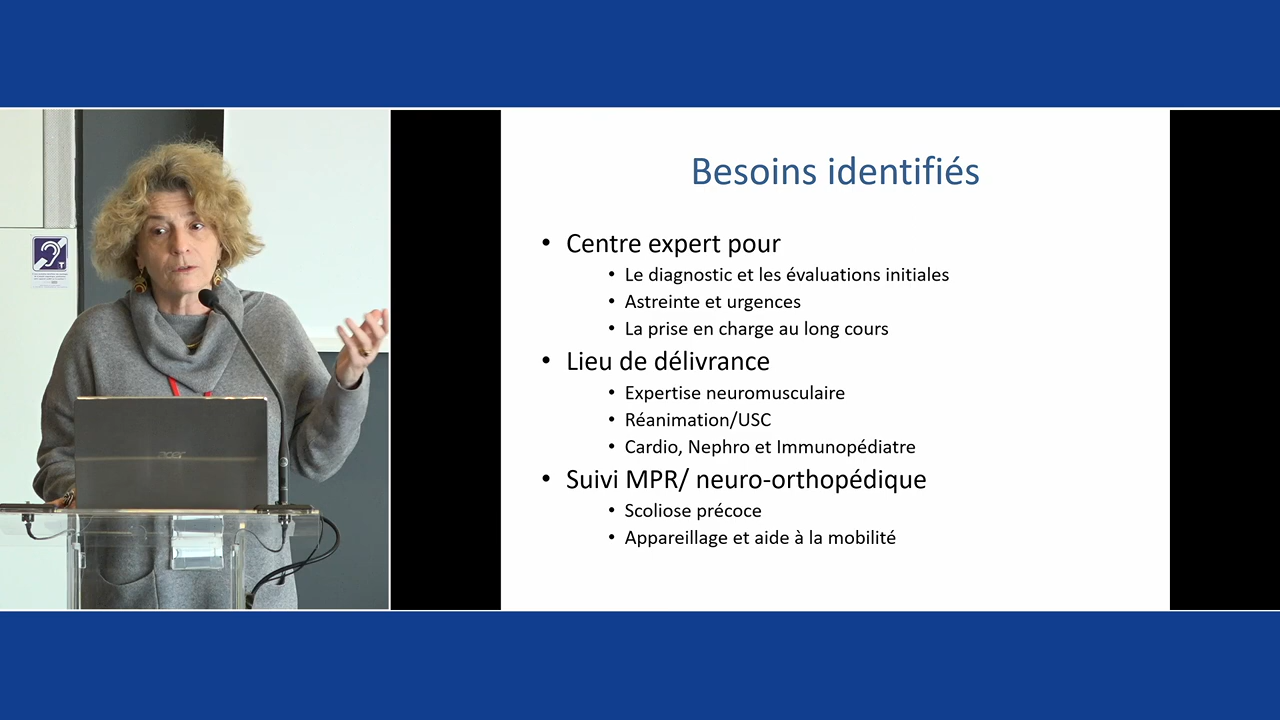 Besoins identifiés
• Centre expert pour
• Le diagnostic et les évaluations initiales
• Astreinte et urgences
• La prise en charge au long cours
• Lieu de délivrance
• Expertise neuromusculaire
• Réanimation/USC
• Cardio, Nephro et Immunopédiatre
• Suivi MPR/ neuro-orthopédique
• Scoliose précoce
• Appareillage et aide à la mobilité
acer
T